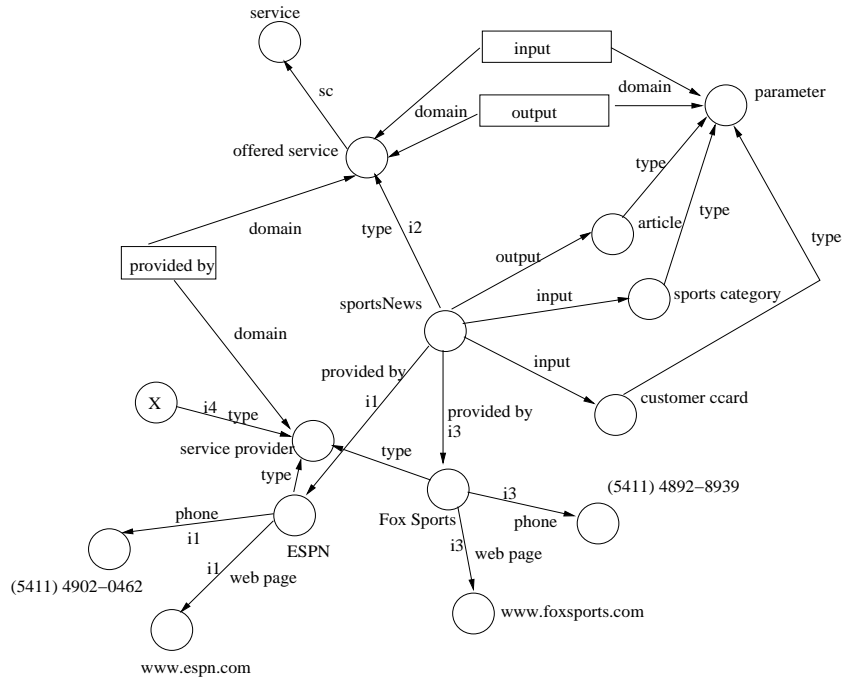 service
input
sc
domain
parameter
domain
output
offered service
type
domain
type i2
article
type
output
type
provided by
sportsNews
input
sports category
domain
input
provided by
i1
customer ccard
X
i4 type
provided by
i3
service provider
type
type
(5411) 4892−8939
i3
phone
phone
i1
Fox Sports
ESPN
i3
web page
i1
web page
(5411) 4902−0462
www.foxsports.com
www.espn.com